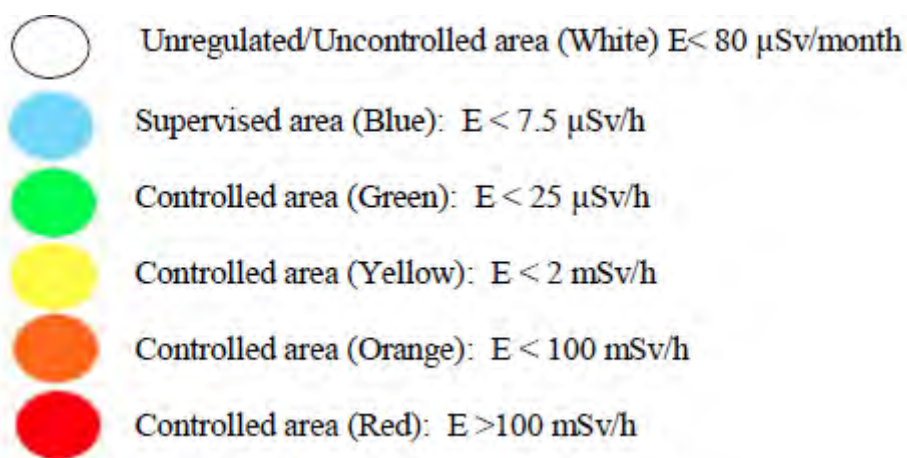 Unregulated/Uncontrolled area (White) E< 80 µSv/month
Supervised area (Blue): E < 7.5 µSv/h
Controlled area (Green): E < 25 µSv/h
Controlled area (Yellow): E < 2 mSv/h
Controlled area (Orange): E < 100 mSv/h
Controlled area (Red): E >100 mSv/h